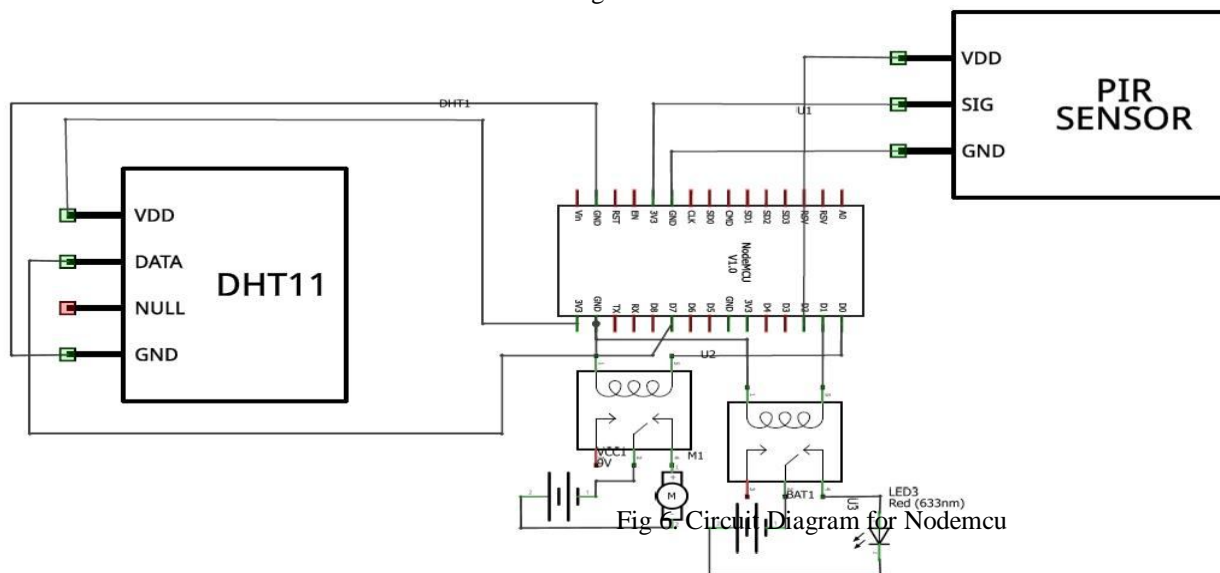 DHT1
U1
VDD
SIG
GND
PIR
SENSOR
VDD
DATA
NULL
GND
DHT11
Vin
GND
RST
EN
3V3
GND
CLK
SD0
CMD
SD1
SD2
SD3
RSV
RSV
A0
NodeMCU
V1.0
3V3
GND
TX
RX
D8
D7
D6
D5
GND
3V3
D4
D3
D2
D1
D0
U2
VCC1
9V
M1
M
BAT1
U3
LED3
Red (633nm)
Fig 6. Circuit Diagram for Nodemcu